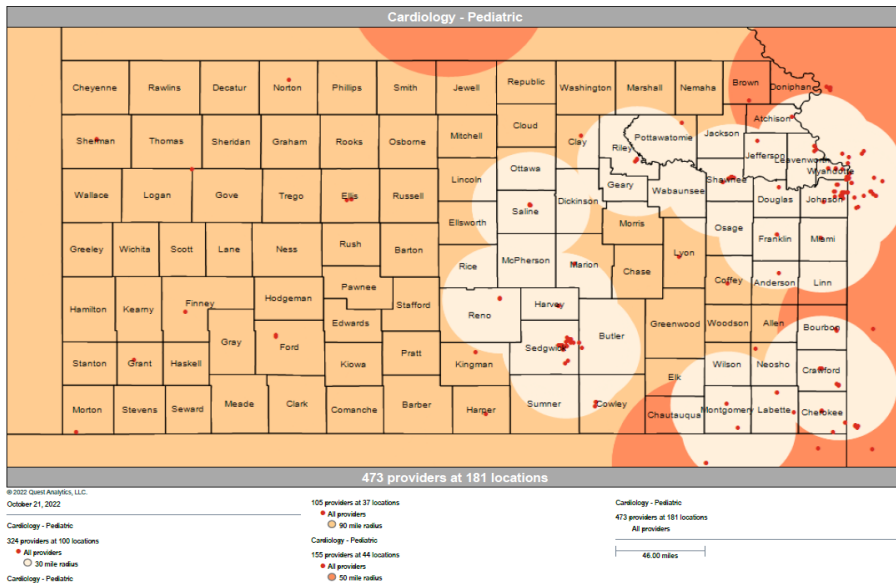 Cardiology - Pediatric
Cheyenne Rawlins Decatur Norton Phillips Smith Jewell Republic Washington Marshall Nemaha Brown Doniphan
Cloud Atchison
Sherman Thomas Sheridan Graham Rooks Osborne Mitchell Clay Riley Pottawatomie Jackson Jefferson Leavenworth
Ottawa Wyandotte
Wallace Logan Gove Trego Ellis Russell Lincoln Saline Dickinson Geary Wabaunsee Shawnee Douglas Johnson
Ellsworth Morris Osage
Greeley Wichita Scott Lane Ness Rush Barton Rice McPherson Marion Chase Lyon Franklin Miami
Hamilton Kearny Finney Hodgeman Pawnee Stafford Reno Harvey Coffey Anderson Linn
Gray Ford Edwards Sedgwick Butler Greenwood Woodson Allen Bourbon
Stanton Grant Haskell Kiowa Pratt Kingman Elk Wilson Neosho Crawford
Morton Stevens Seward Meade Clark Comanche Barber Harper Sumner Cowley Chautauqua Montgomery Labette Cherokee
473 providers at 181 locations
© 2022 Quest Analytics, LLC.
October 21, 2022
Cardiology - Pediatric
324 providers at 100 locations
All providers
30 mile radius
Cardiology - Pediatric
105 providers at 37 locations
All providers
90 mile radius
Cardiology - Pediatric
155 providers at 44 locations
All providers
50 mile radius
Cardiology - Pediatric
473 providers at 181 locations
All providers
46.00 miles